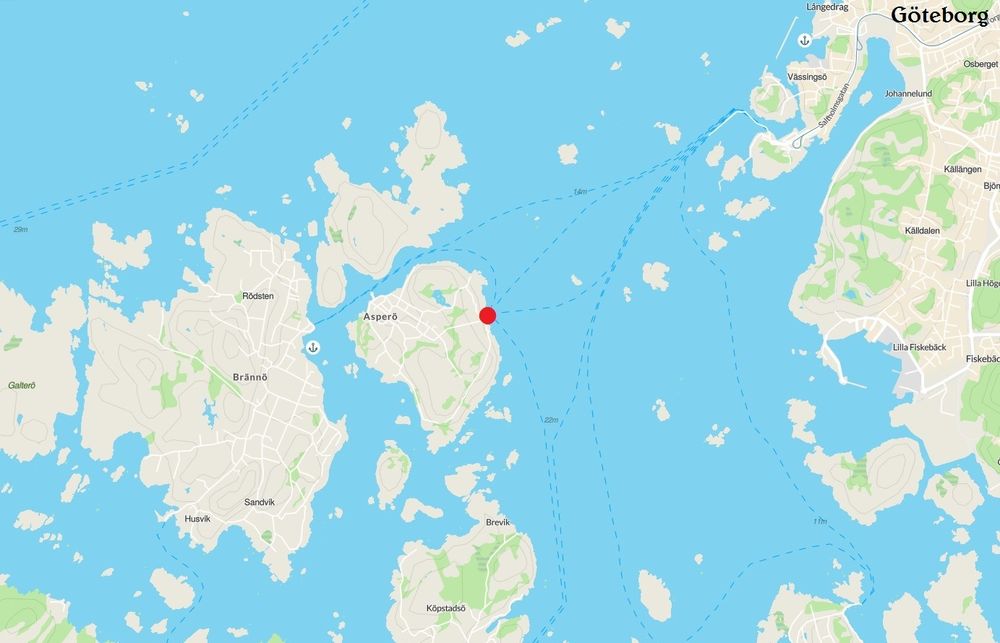 Långedrag
Göteborg
Osberget
Vässingsö
Johannelund
Saltholmsgatan
Källängen
Björ
14m
Källdalen
29m
Rödsten
Lilla Höge
Asperö
Lilla Fiskebäck
Fiskebäc
Brännö
Galterö
22m
Sandvik
Husvik
Brevik
11m
Köpstadsö